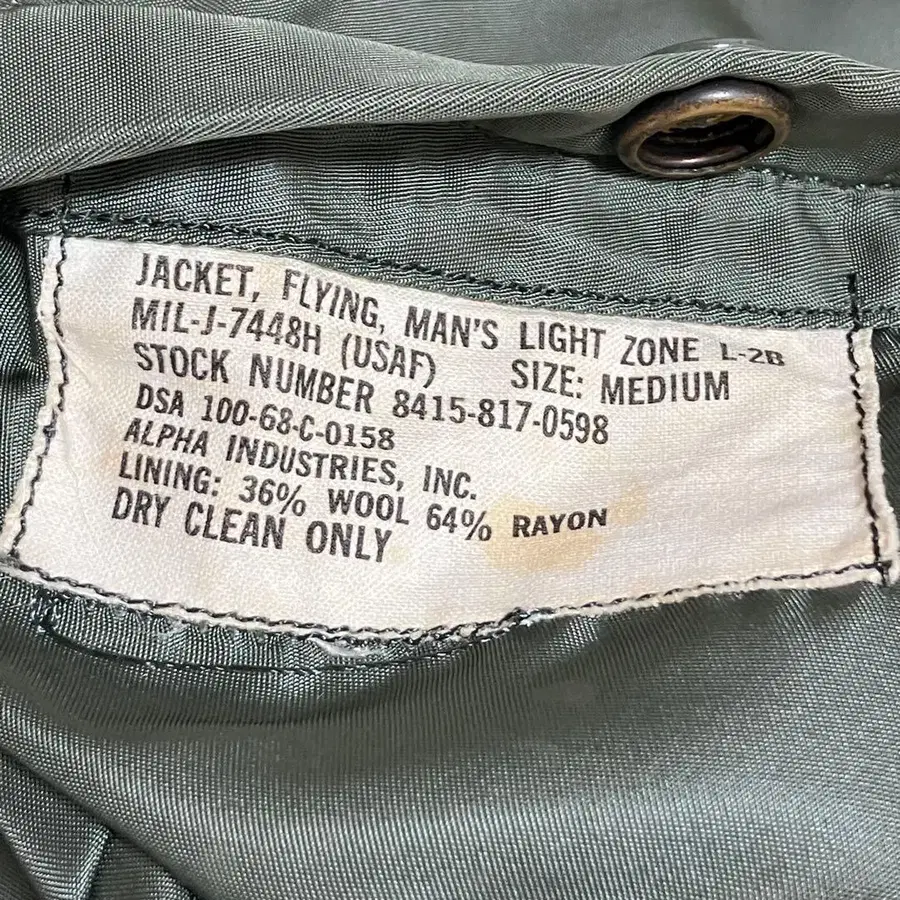 JACKET, FLYING, MAN'S LIGHT ZONE L-2B
MIL-J-7448H (USAF) SIZE: MEDIUM
STOCK NUMBER 8415-817-0598
DSA 100-68-C-0158
ALPHA INDUSTRIES, INC.
LINING: 36% WOOL 64% RAYON
DRY CLEAN ONLY